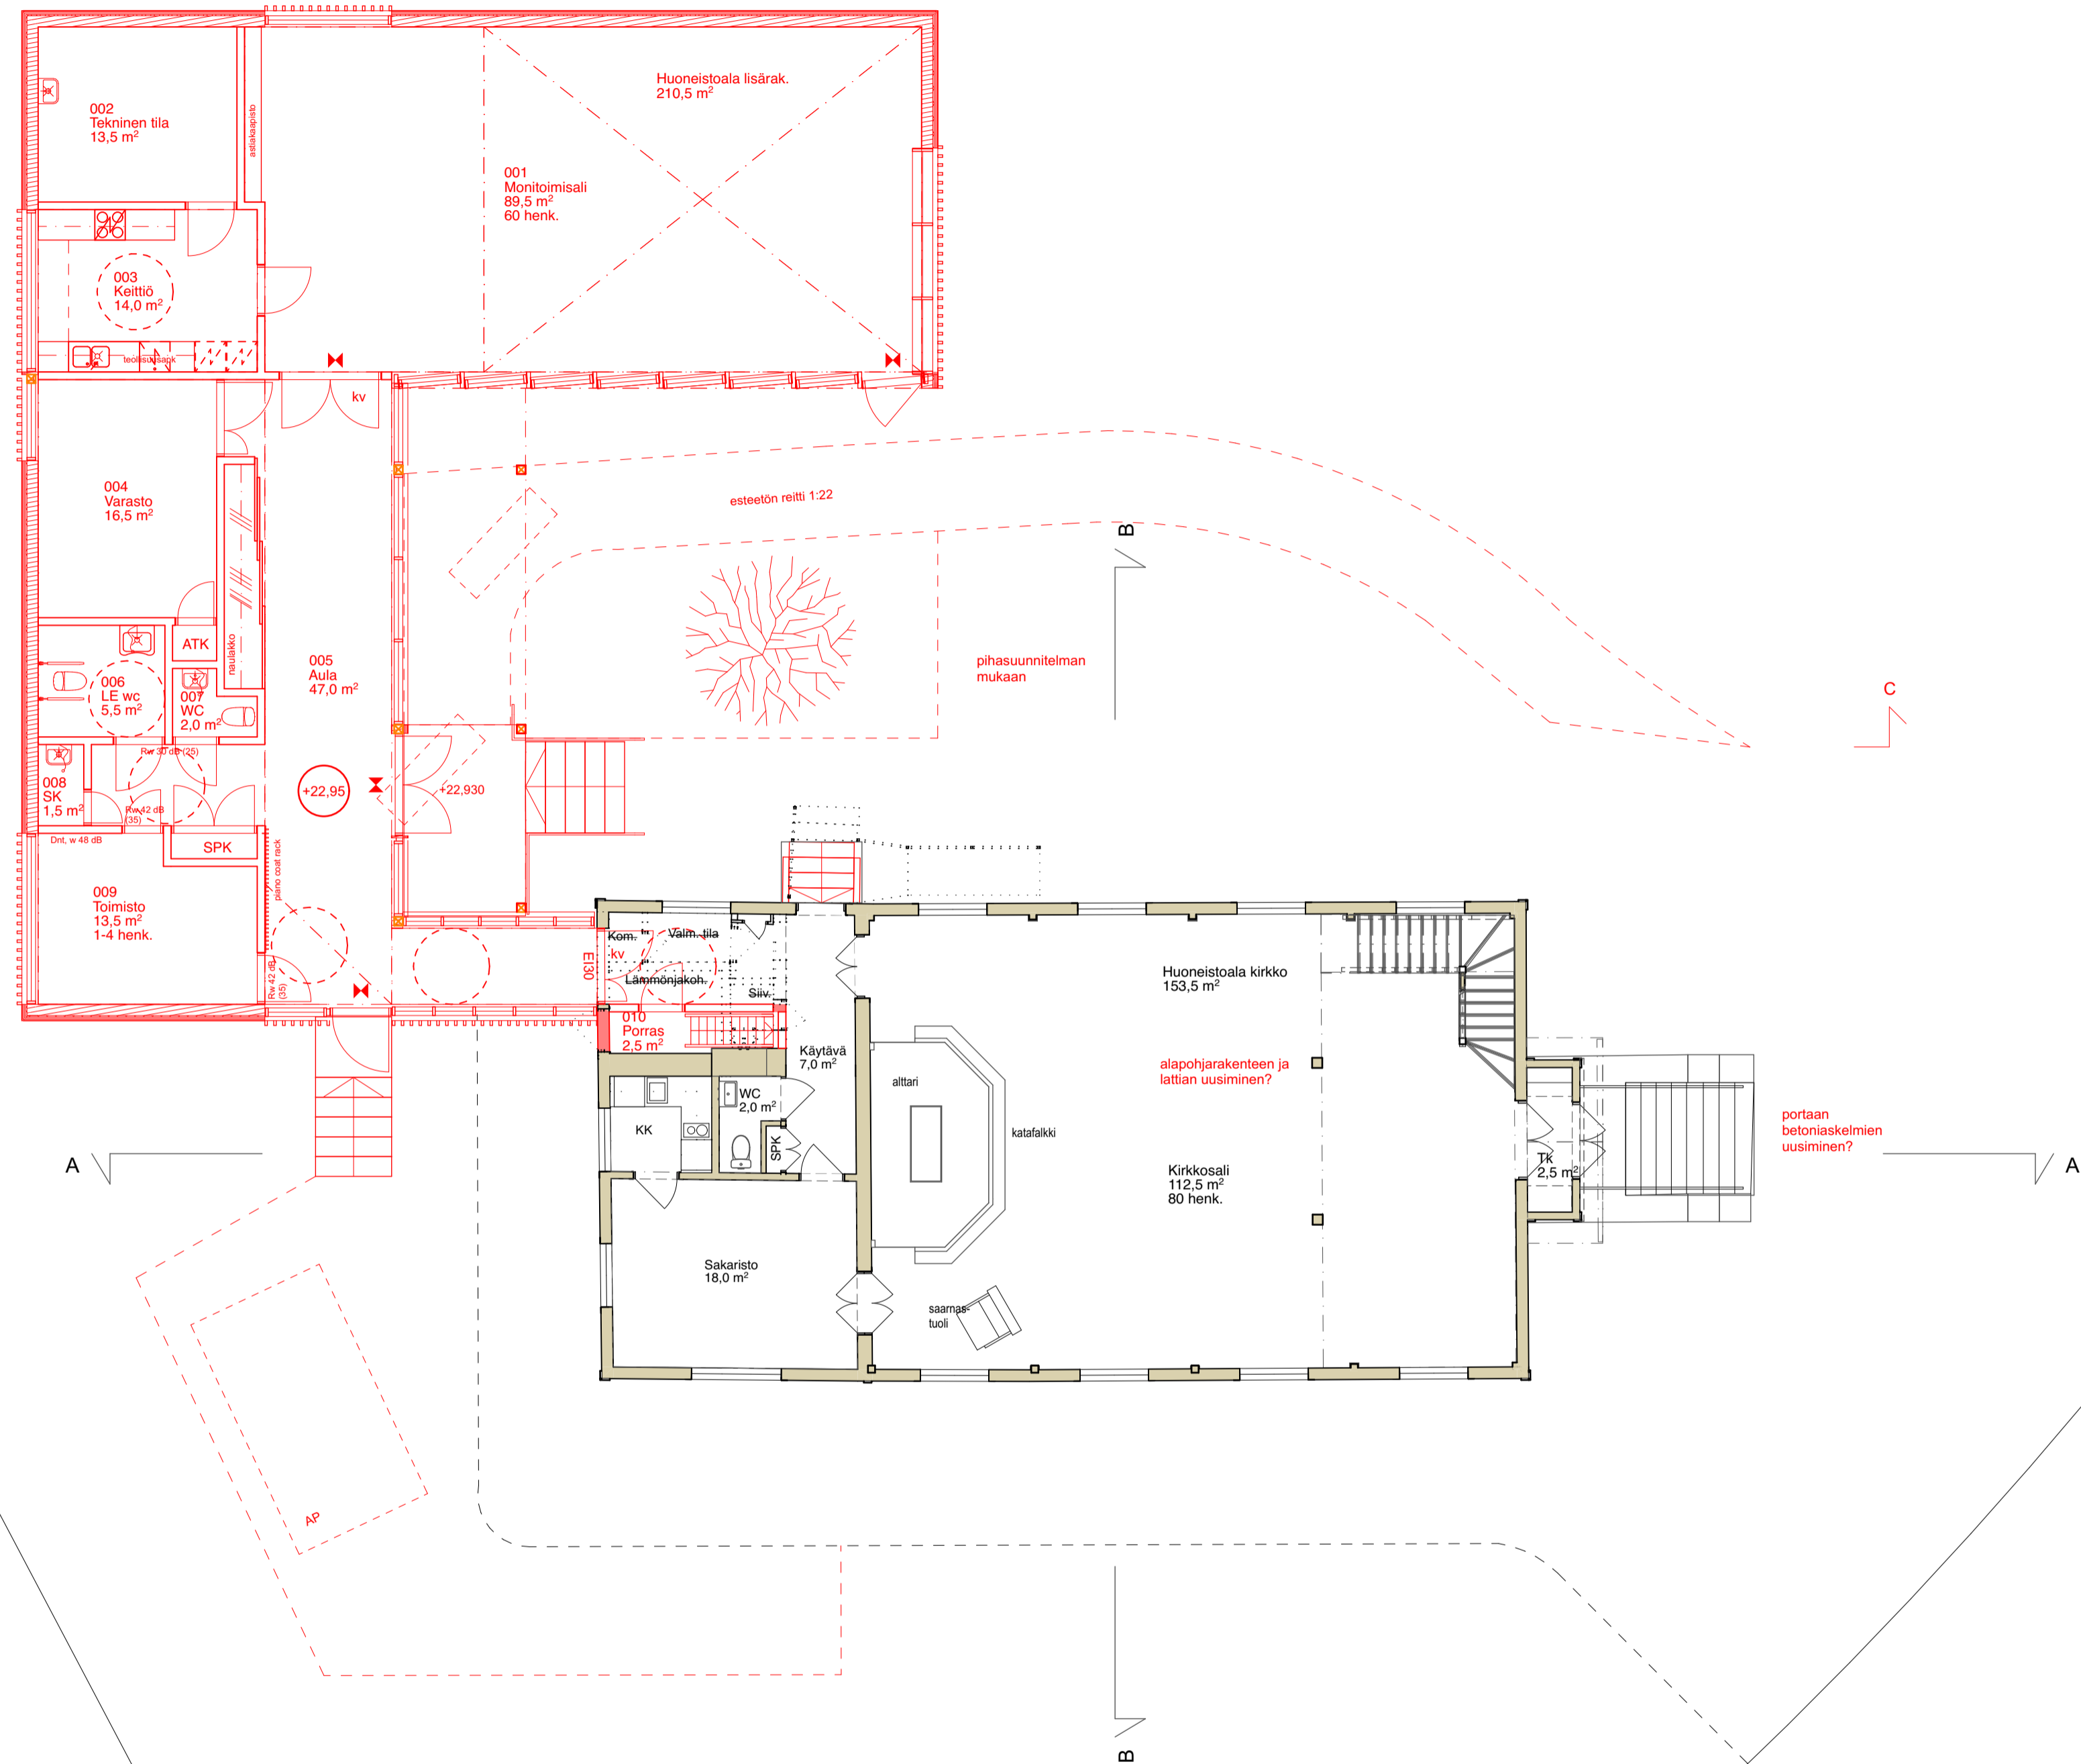 Huoneistoala lisärak.
210,5 m²
002
Tekninen tila
13,5 m²
astiakaapisto
001
Monitoimisali
89,5 m²
60 henk.
003
Keittiö
14,0 m²
kv
004
Varasto
16,5 m²
esteetön reitti 1:22
B
naulakko
ATK
005
Aula
47,0 m²
006
LE wc
5,5 m²
007
WC
2,0 m²
pihasuunnitelman
mukaan
C
Rw 30 dB (25)
008
SK
1,5 m²
Rw 42 dB
(35)
+22,95
+22,930
Dnt, w 48 dB
SPK
piano coat rack
009
Toimisto
13,5 m²
1-4 henk.
Rw 42 dB
(35)
EI30
Kom.
Valm. tila
kv
Lämmönjakoh.
Siiv.
Huoneistoala kirkko
153,5 m²
010
Porras
2,5 m²
Käytävä
7,0 m²
alttari
alapohjarakenteen ja
lattian uusiminen?
WC
2,0 m²
KK
SPK
katafalkki
portaan
betoniaskelmien
uusiminen?
A
A
Tk
2,5 m²
Kirkkosali
112,5 m²
80 henk.
Sakaristo
18,0 m²
saarnas-
tuoli
AP
B